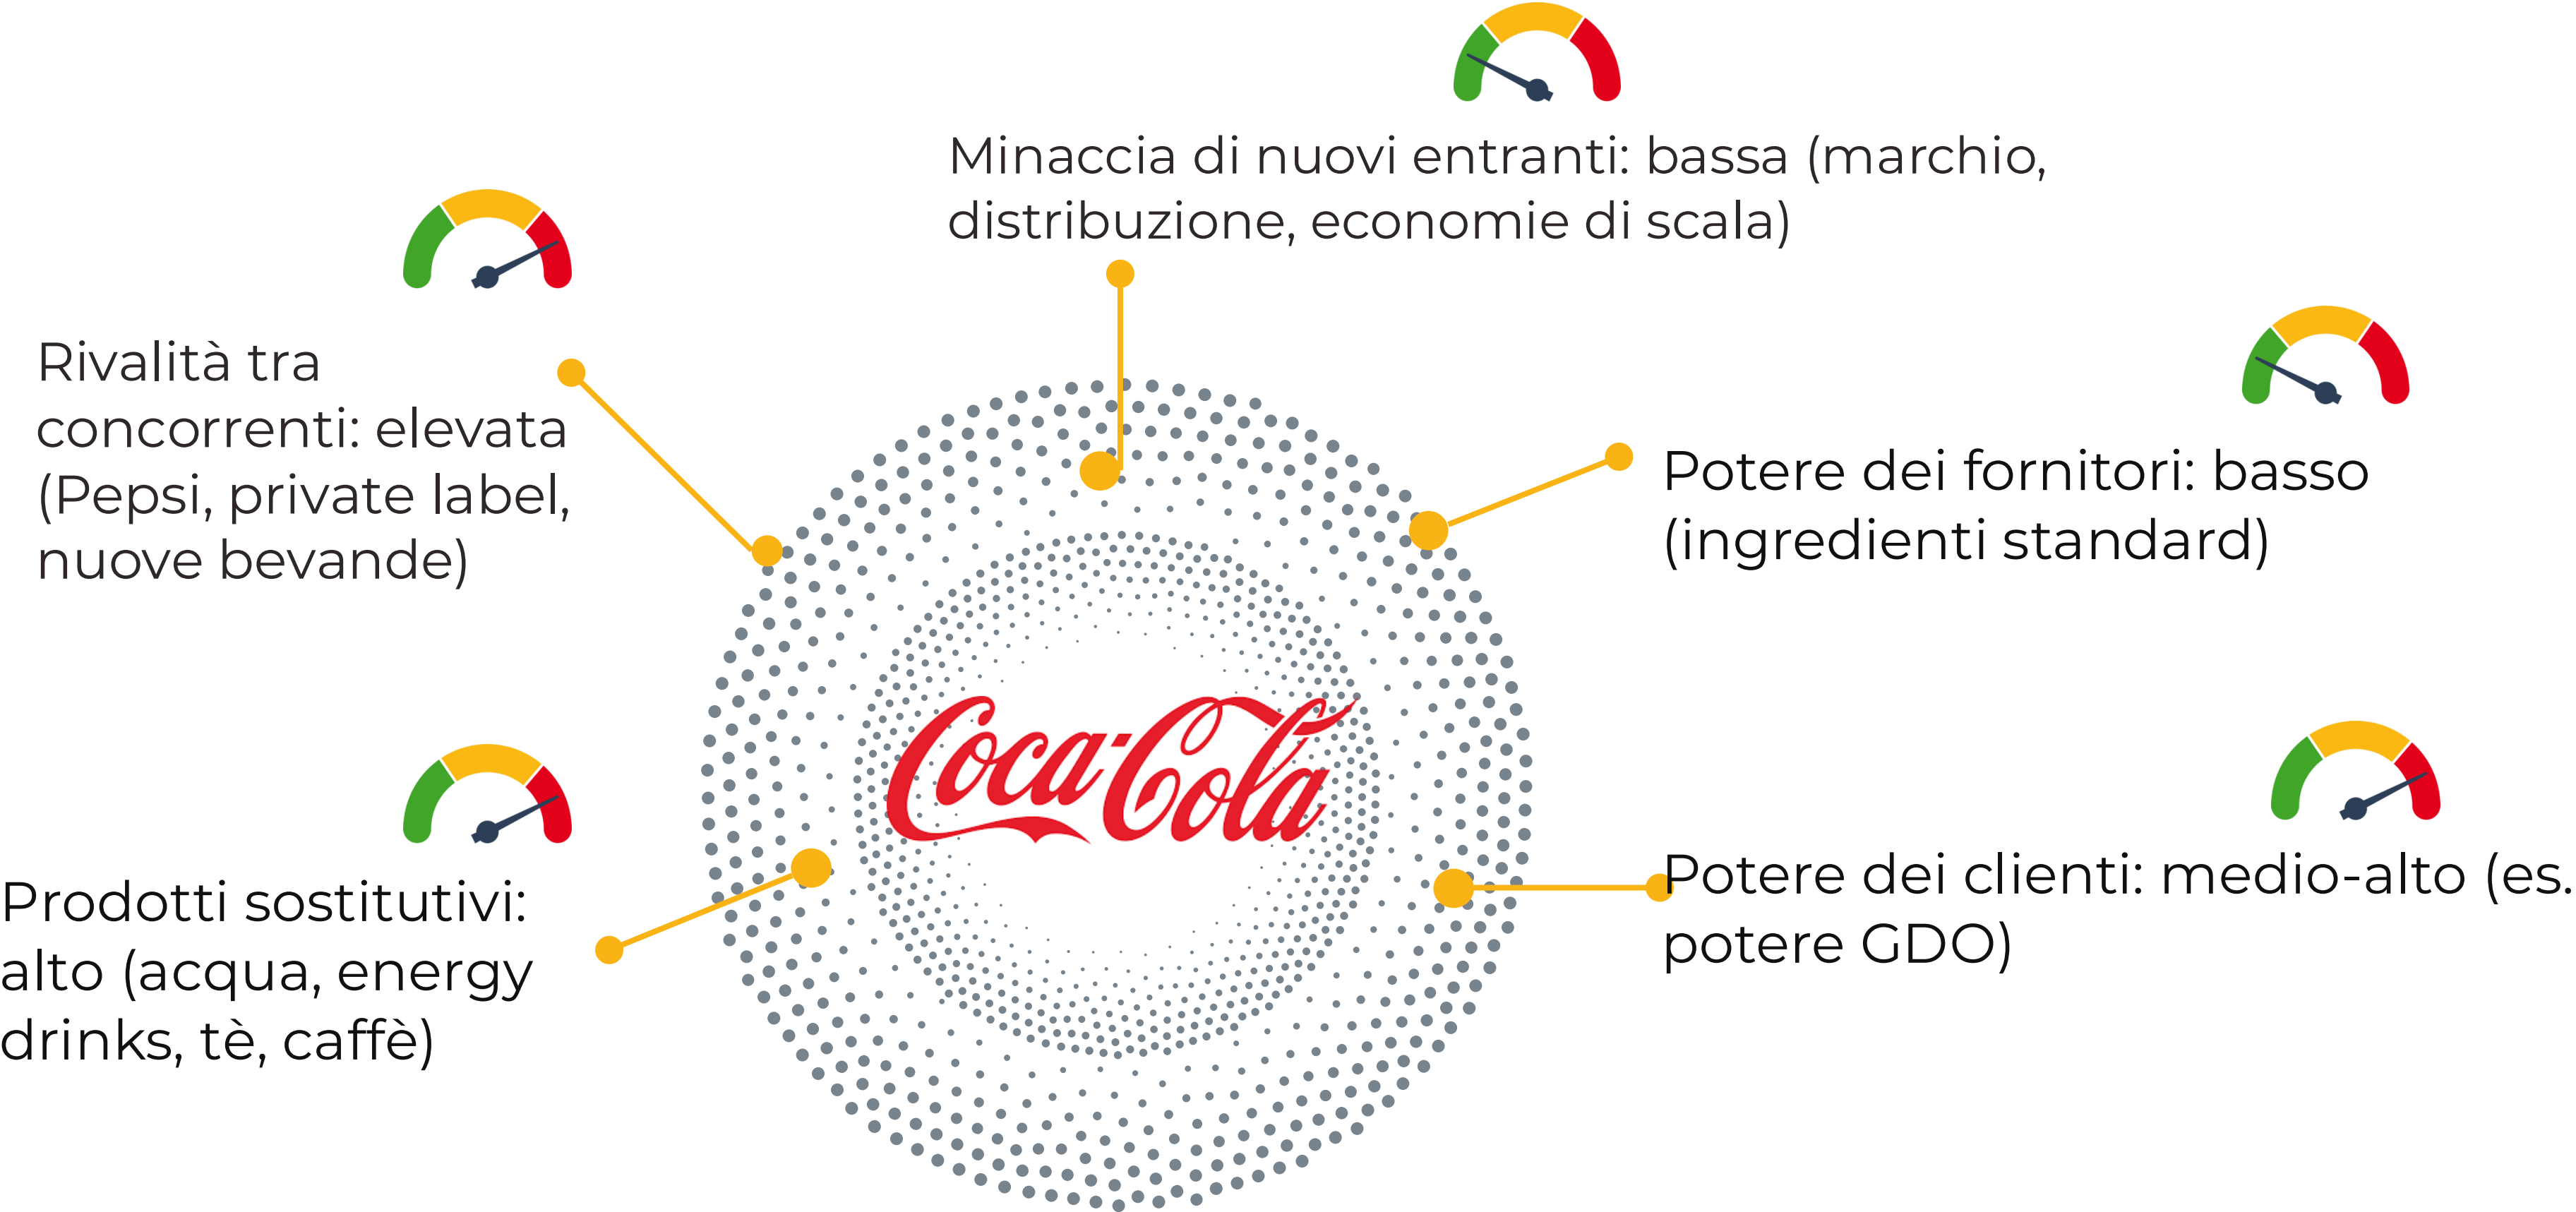 Minaccia di nuovi entranti: bassa (marchio,
distribuzione, economie di scala)
Rivalità tra
concorrenti: elevata
(Pepsi, private label,
nuove bevande)
Potere dei fornitori: basso
(ingredienti standard)
Coca-Cola
Prodotti sostitutivi:
alto (acqua, energy
drinks, tè, caffè)
Potere dei clienti: medio-alto (es.
potere GDO)